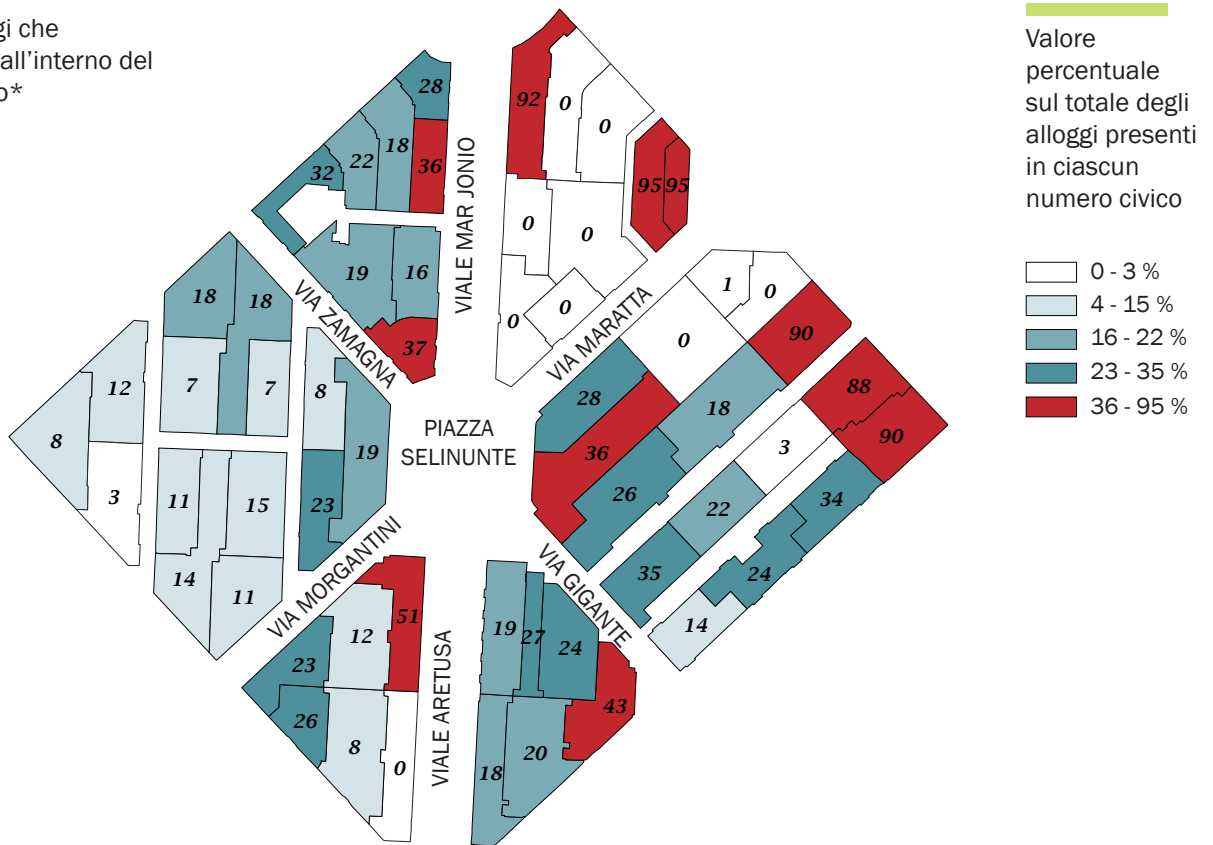 gi che
all'interno del
o*
Valore
percentuale
sul totale degli
alloggi presenti
in ciascun
numero civico
0 - 3 %
4 - 15 %
16 - 22 %
23 - 35 %
36 - 95 %
28
18
36
22
32
19
16
37
VIALE MAR JONIO
VIA ZAMAGNA
92
0
0
95
95
0
0
0
0
VIA MARATTA
1
0
90
0
28
18
36
26
88
90
3
22
35
34
24
14
VIA GIGANTE
PIAZZA
SELINUNTE
18
18
12
7
7
8
8
19
3
11
15
23
14
11
VIA MORGANTINI
51
12
23
26
8
0
VIALE ARETUSA
19
27
24
43
18
20